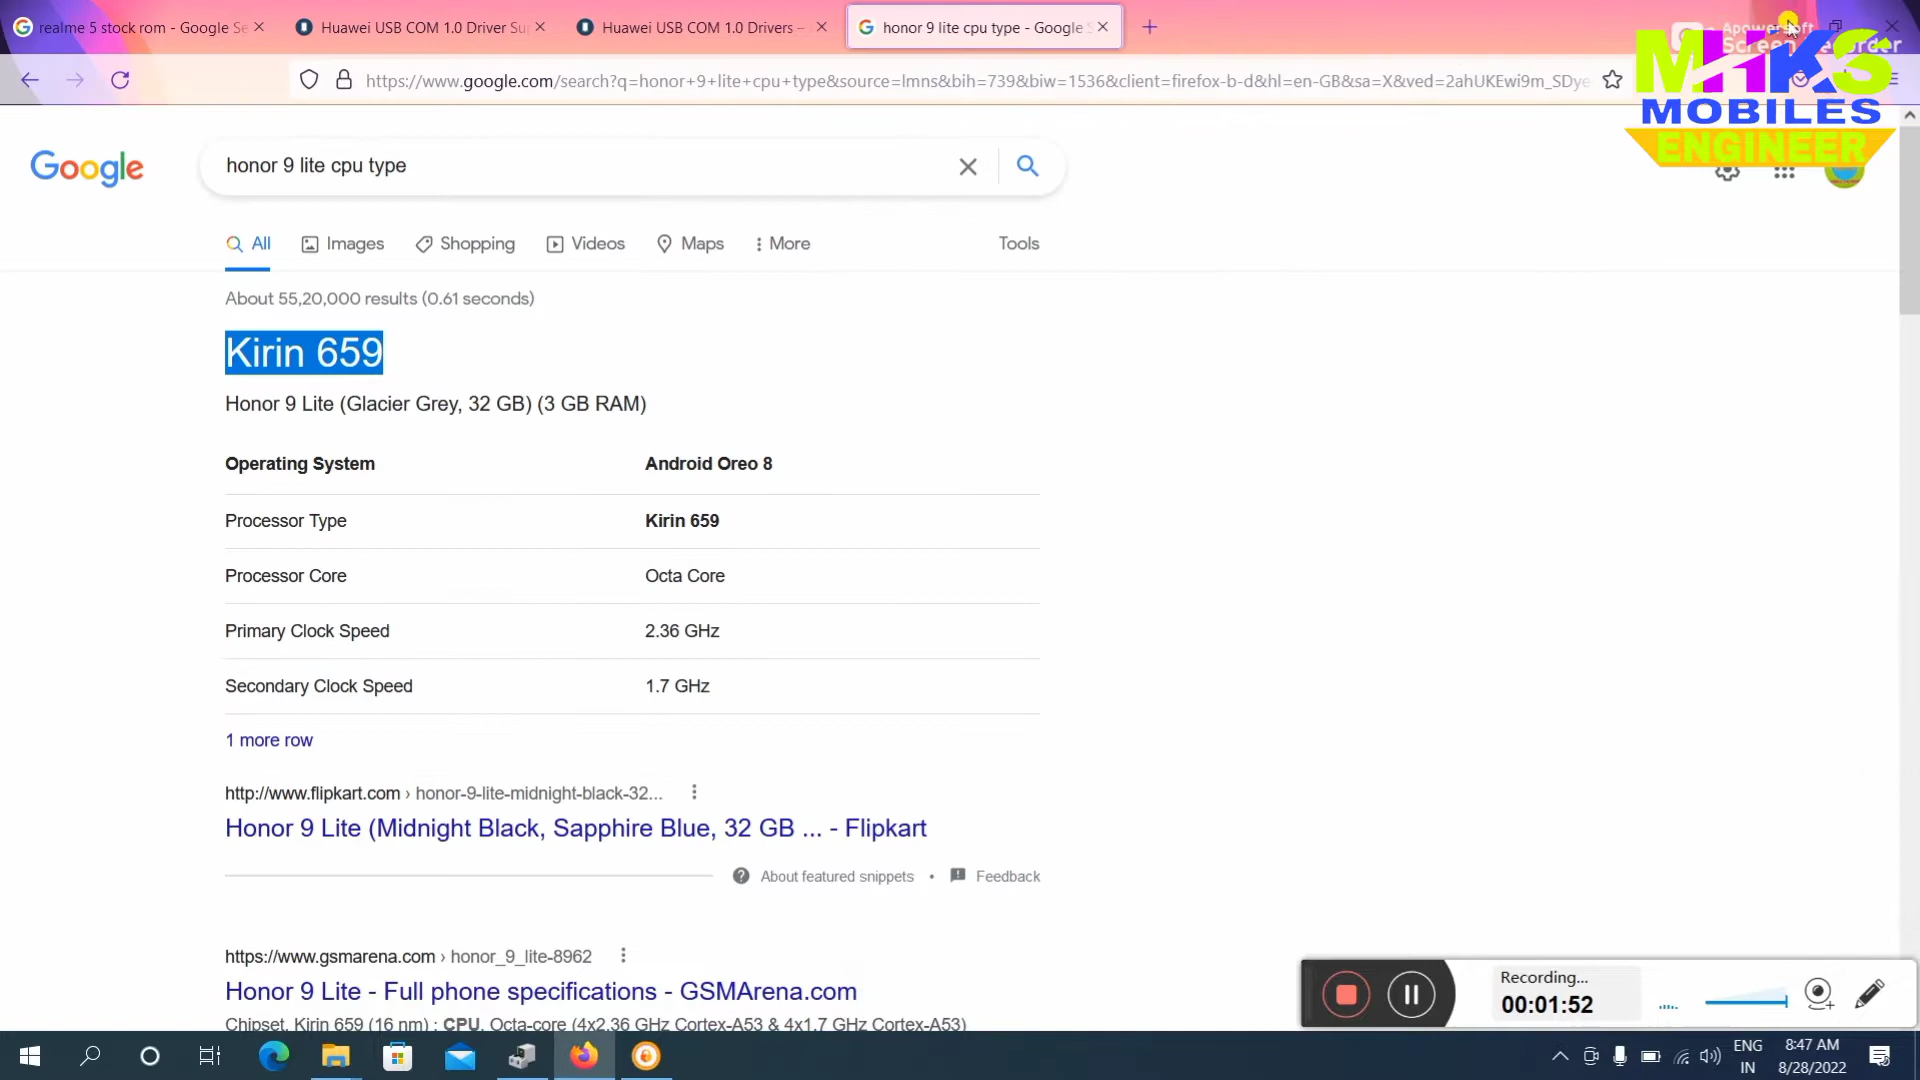 realme 5 stock rom - Google Se
Huawei USB COM 1.0 Driver Su
Huawei USB COM 1.0 Drivers –
honor 9 lite cpu type - Google S
https://www.google.com/search?q=honor+9+lite+cpu+type&source=lmns&bih=739&biw=1536&client=firefox-b-d&hl=en-GB&sa=X&ved=2ahUKEwi9m_SDye
Apowersoft
Screen Recorder
MHKS
MOBILES
ENGINEER
Google
honor 9 lite cpu type
All
Images
Shopping
Videos
Maps
More
Tools
About 55,20,000 results (0.61 seconds)
Kirin 659
Honor 9 Lite (Glacier Grey, 32 GB) (3 GB RAM)
Operating System Android Oreo 8
Processor Type Kirin 659
Processor Core Octa Core
Primary Clock Speed 2.36 GHz
Secondary Clock Speed 1.7 GHz
1 more row
http://www.flipkart.com › honor-9-lite-midnight-black-32...
Honor 9 Lite (Midnight Black, Sapphire Blue, 32 GB ... - Flipkart
About featured snippets • Feedback
https://www.gsmarena.com › honor_9_lite-8962
Honor 9 Lite - Full phone specifications - GSMArena.com
Chipset, Kirin 659 (16 nm) ; CPU, Octa-core (4x2.36 GHz Cortex-A53 & 4x1.7 GHz Cortex-A53)
Recording...
00:01:52
ENG
IN
8:47 AM
8/28/2022